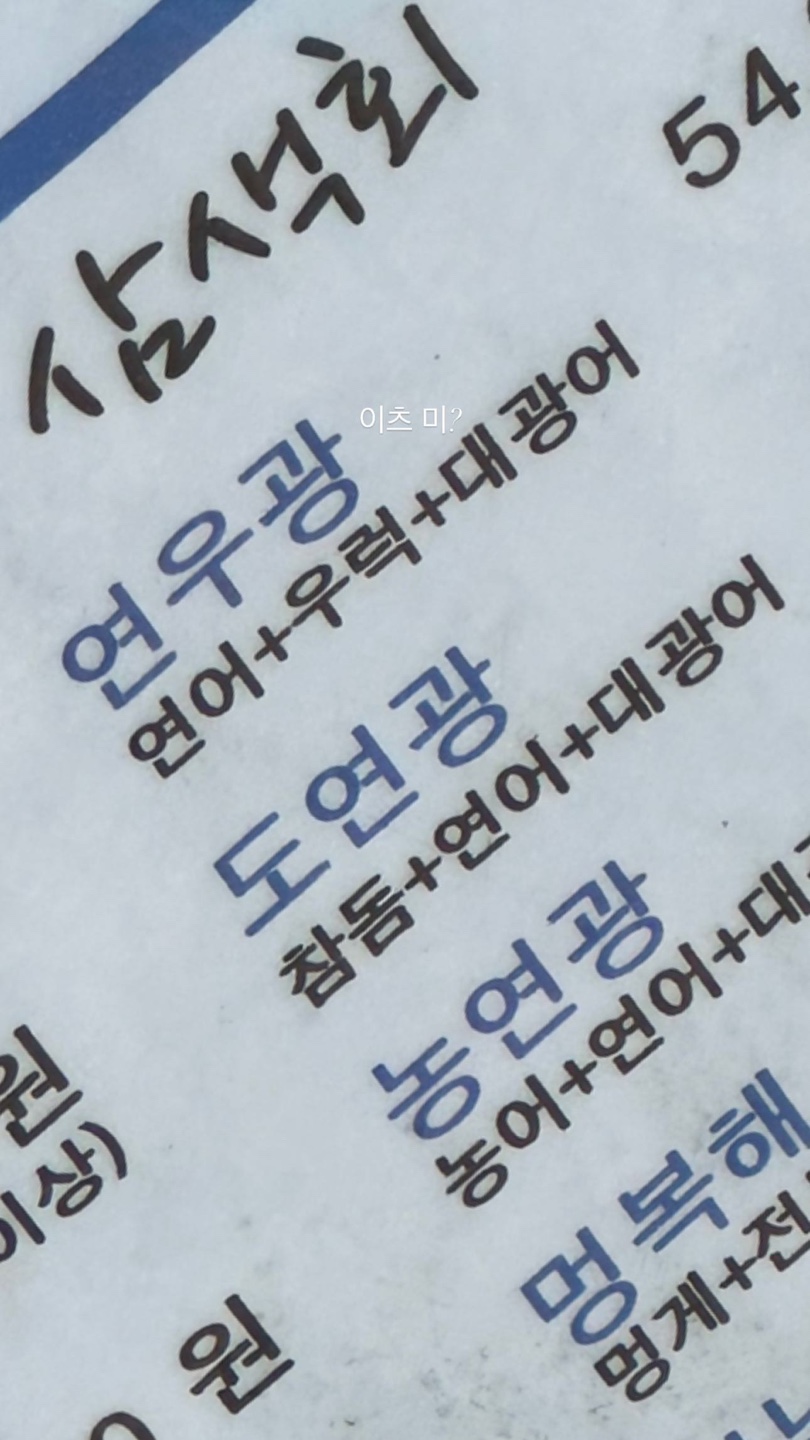 삼색회
54
연우광
이츠 미?
연어+우럭+대광어
도연광
참돔+연어+대광어
농연광
농어+연어+대
멍복해
멍게+전
원
이상)
원